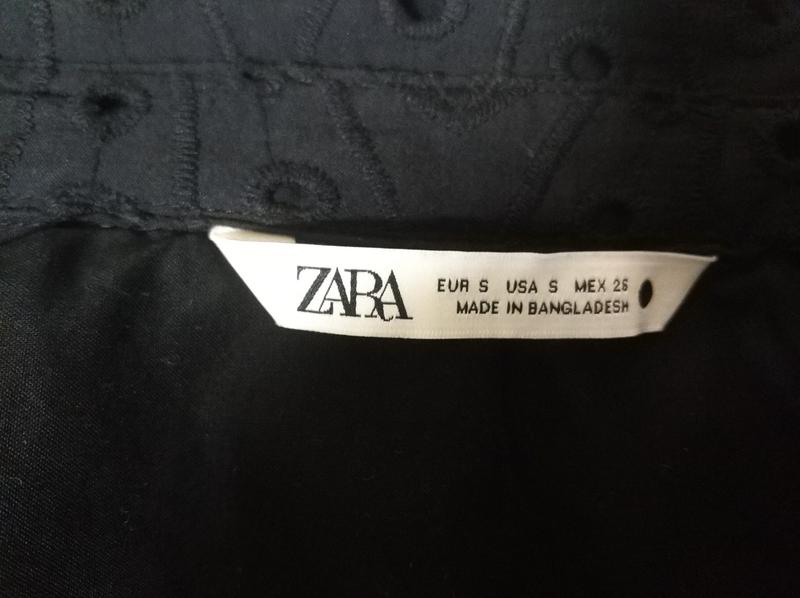 ZARA
EUR S USA S MEX 26
MADE IN BANGLADESH